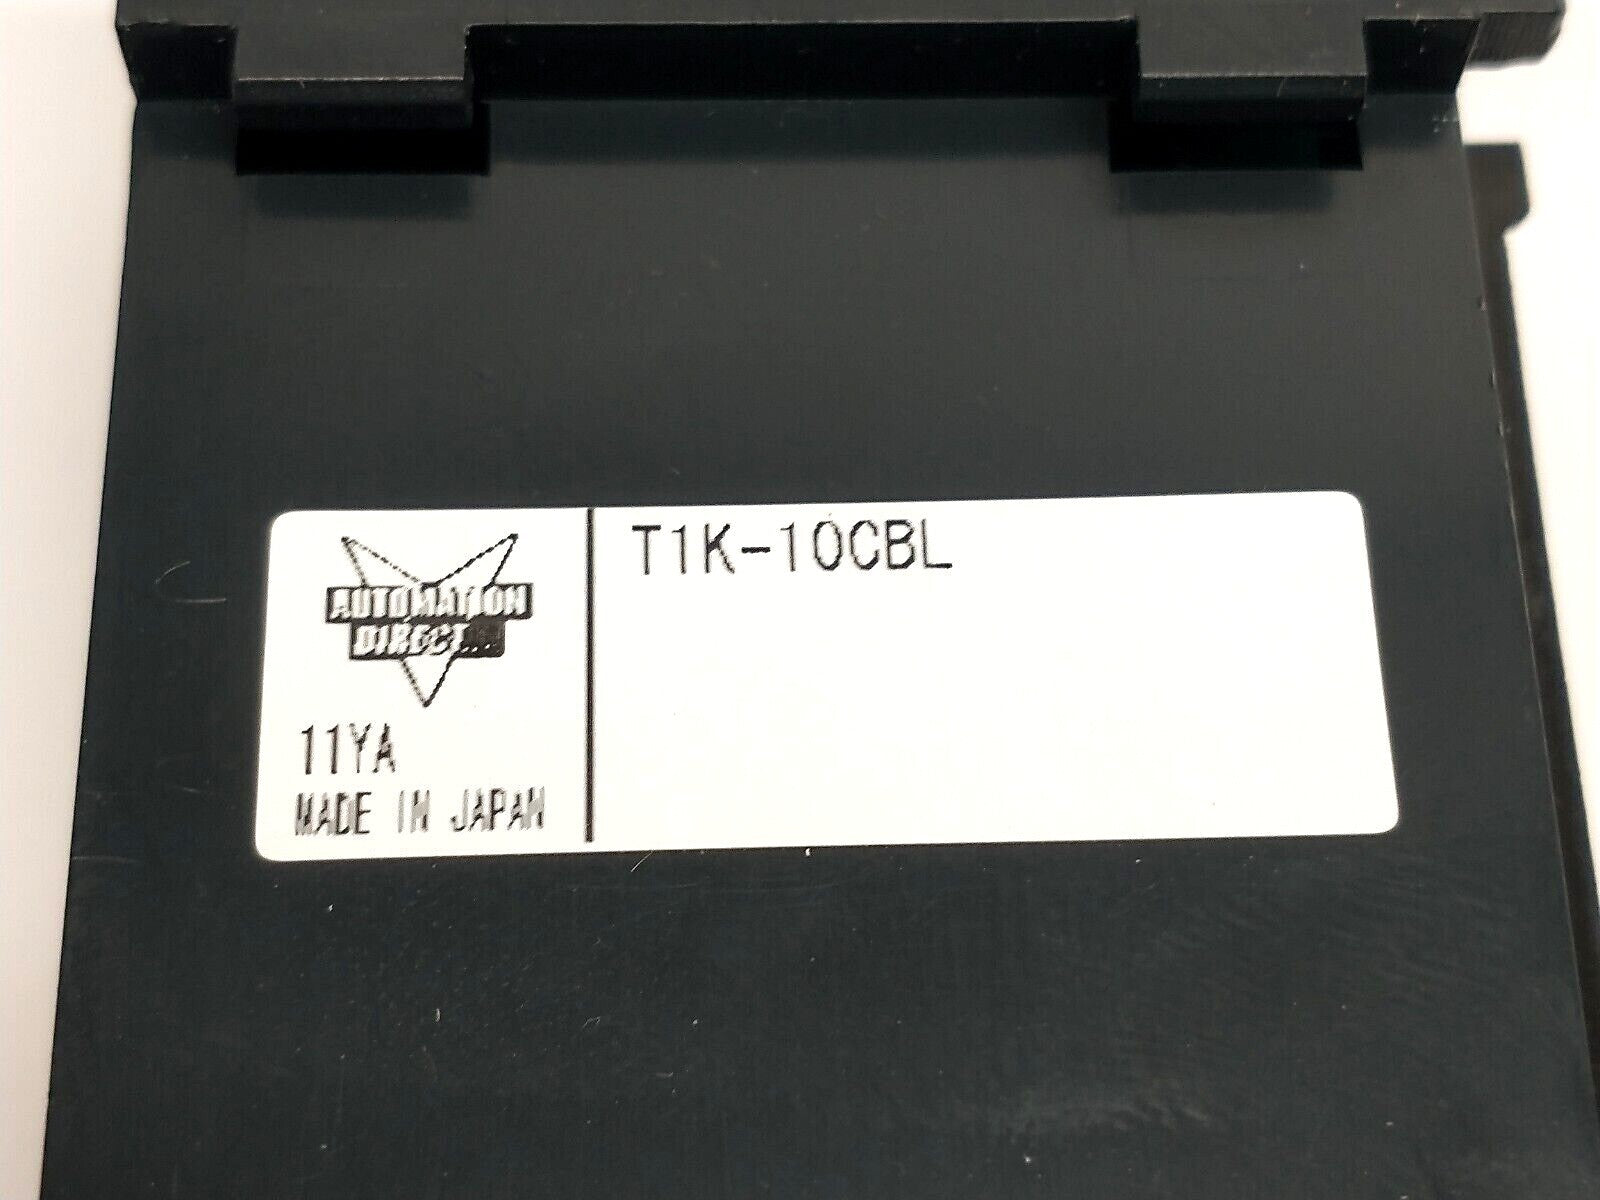 AUTOMATION
DIRECT
11YA
MADE IN JAPAN
T1K-10CBL